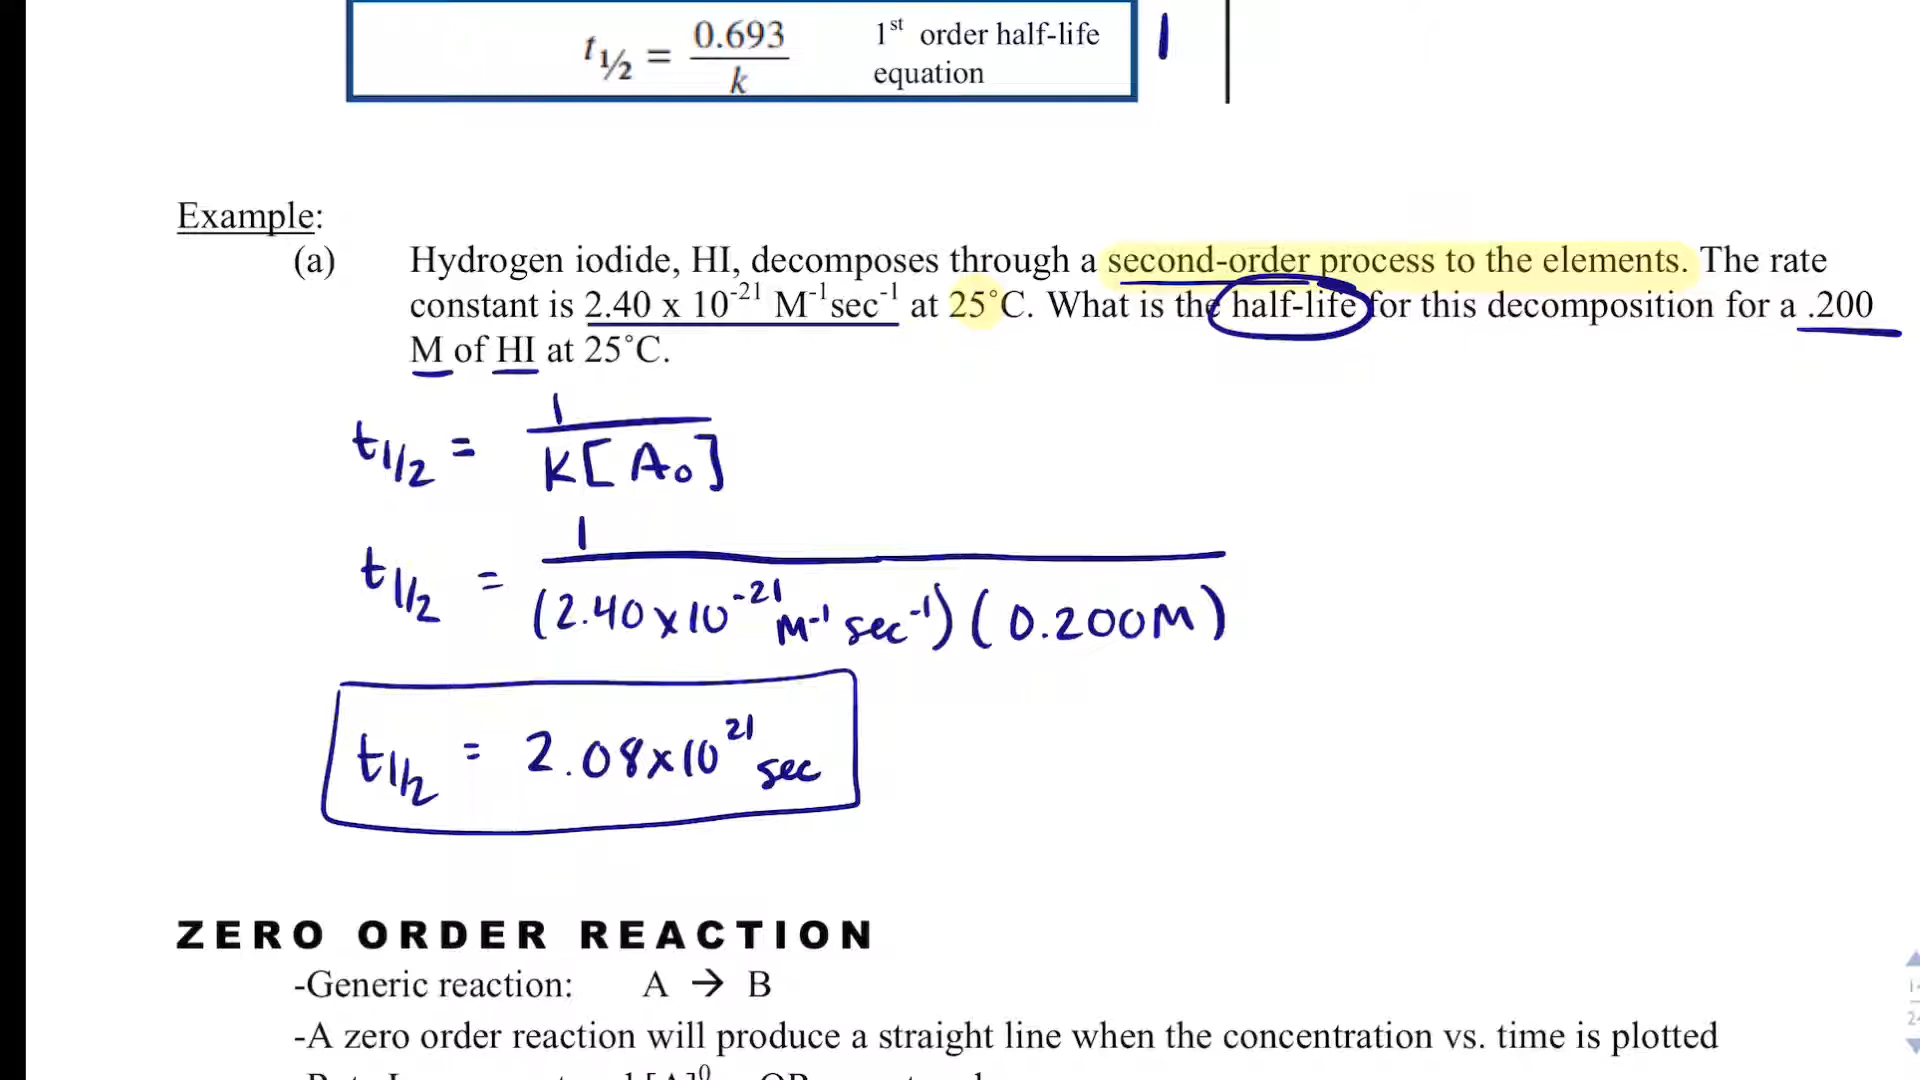 t1/2 = 0.693 / k 1st order half-life equation
Example:
(a) Hydrogen iodide, HI, decomposes through a second-order process to the elements. The rate
constant is 2.40 x 10^-21 M^-1sec^-1 at 25°C. What is the half-life for this decomposition for a .200
M of HI at 25°C.
t1/2 = 1 / K[A₀]
t1/2 = 1 / (2.40x10^-21 M^-1 sec^-1)(0.200M)
t1/2 = 2.08x10^21 sec
ZERO ORDER REACTION
-Generic reaction: A → B
-A zero order reaction will produce a straight line when the concentration vs. time is plotted